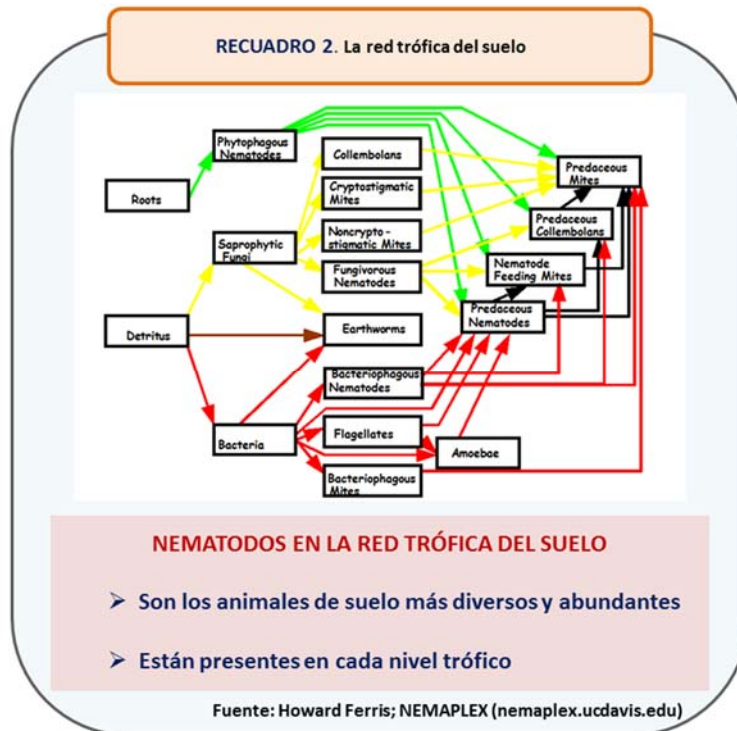 RECUADRO 2. La red trófica del suelo
Phytophagous
Nematodes
Collembolans
Predaceous
Mites
Roots
Cryptostigmatic
Mites
Predaceous
Collembolans
Saprophytic
Fungi
Noncrypto -
stigmatic Mites
Nematode
Feeding Mites
Fungivorous
Nematodes
Predaceous
Nematodes
Detritus
Earthworms
Bacteriophagous
Nematodes
Bacteria
Flagellates
Amoebae
Bacteriophagous
Mites
NEMATODOS EN LA RED TRÓFICA DEL SUELO
➢ Son los animales de suelo más diversos y abundantes
➢ Están presentes en cada nivel trófico
Fuente: Howard Ferris; NEMAPLEX (nemaplex.ucdavis.edu)